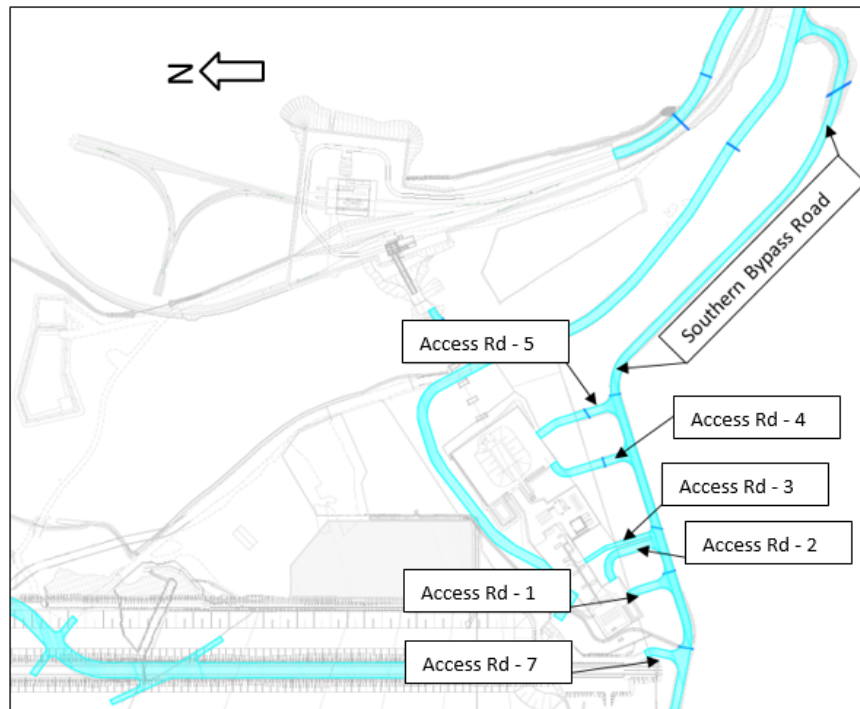 N
Southern Bypass Road
Access Rd - 5
Access Rd - 4
Access Rd - 3
Access Rd - 2
Access Rd - 1
Access Rd - 7